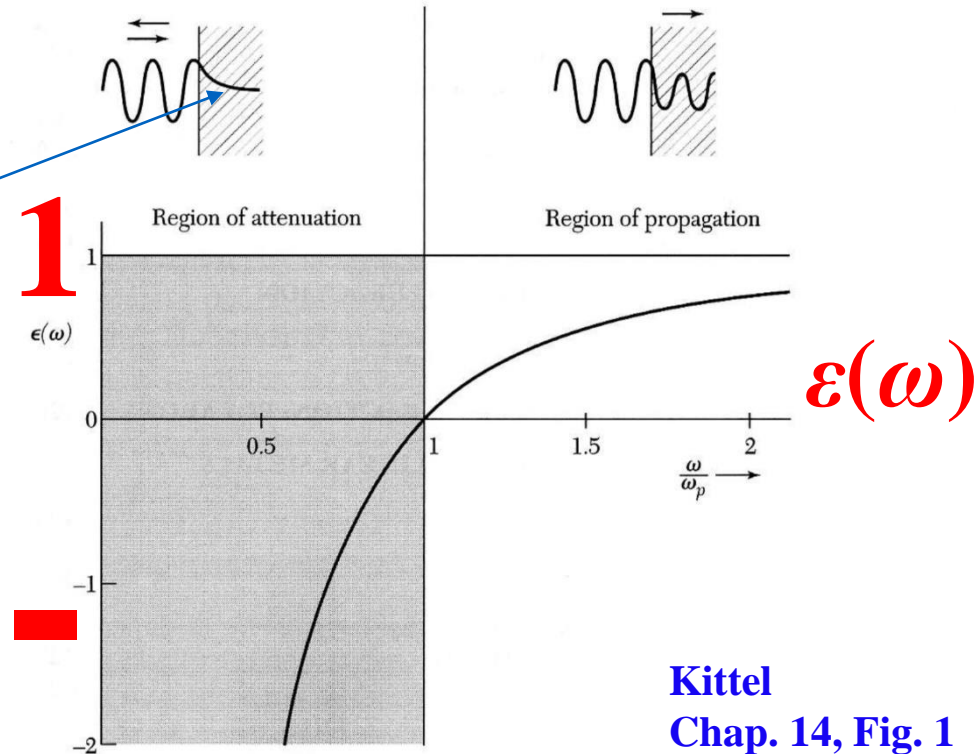 Region of attenuation
Region of propagation
1
1
ϵ(ω)
ε(ω)
0
0.5
1
1.5
2
ω/ωp
–1
-
–2
Kittel
Chap. 14, Fig. 1